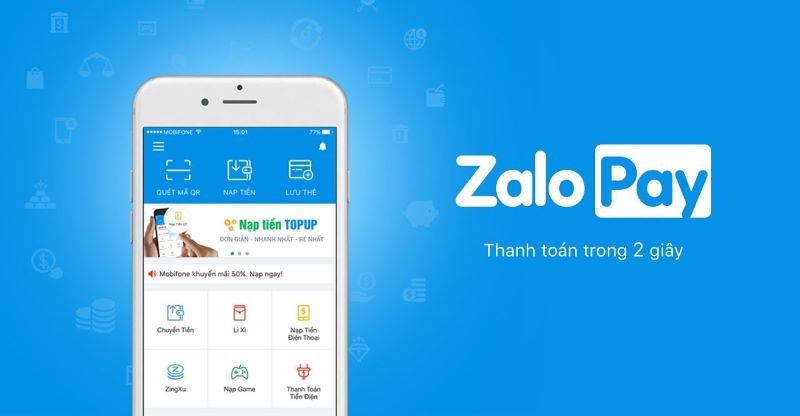 MOBIFONE
15:01
77%
QUÉT MÃ QR
NẠP TIỀN
LƯU THẺ
Nạp tiền TOPUP
ĐƠN GIẢN - NHANH NHẤT - RẺ NHẤT
Mobifone khuyến mãi 50%. Nạp ngay!
Chuyển Tiền
Lì Xì
Nạp Tiền
Điện Thoại
ZingXu
Nạp Game
Thanh Toán
Tiền Điện
Zalo Pay
Thanh toán trong 2 giây